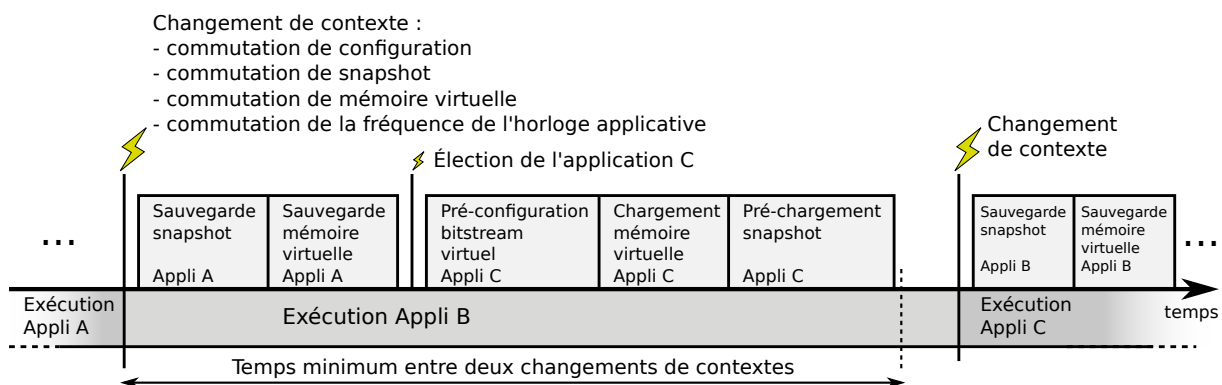 Changement de contexte :
- commutation de configuration
- commutation de snapshot
- commutation de mémoire virtuelle
- commutation de la fréquence de l'horloge applicative
Élection de l'application C
Changement
de contexte
...
Sauvegarde
snapshot
Appli A
Sauvegarde
mémoire
virtuelle
Appli A
Pré-configuration
bitstream
virtuel
Appli C
Chargement
mémoire
virtuelle
Appli C
Pré-chargement
snapshot
Appli C
Sauvegarde
snapshot
Appli B
Sauvegarde
mémoire
virtuelle
Appli B
...
Exécution
Appli A
Exécution Appli B
Exécution
Appli C
temps
Temps minimum entre deux changements de contextes